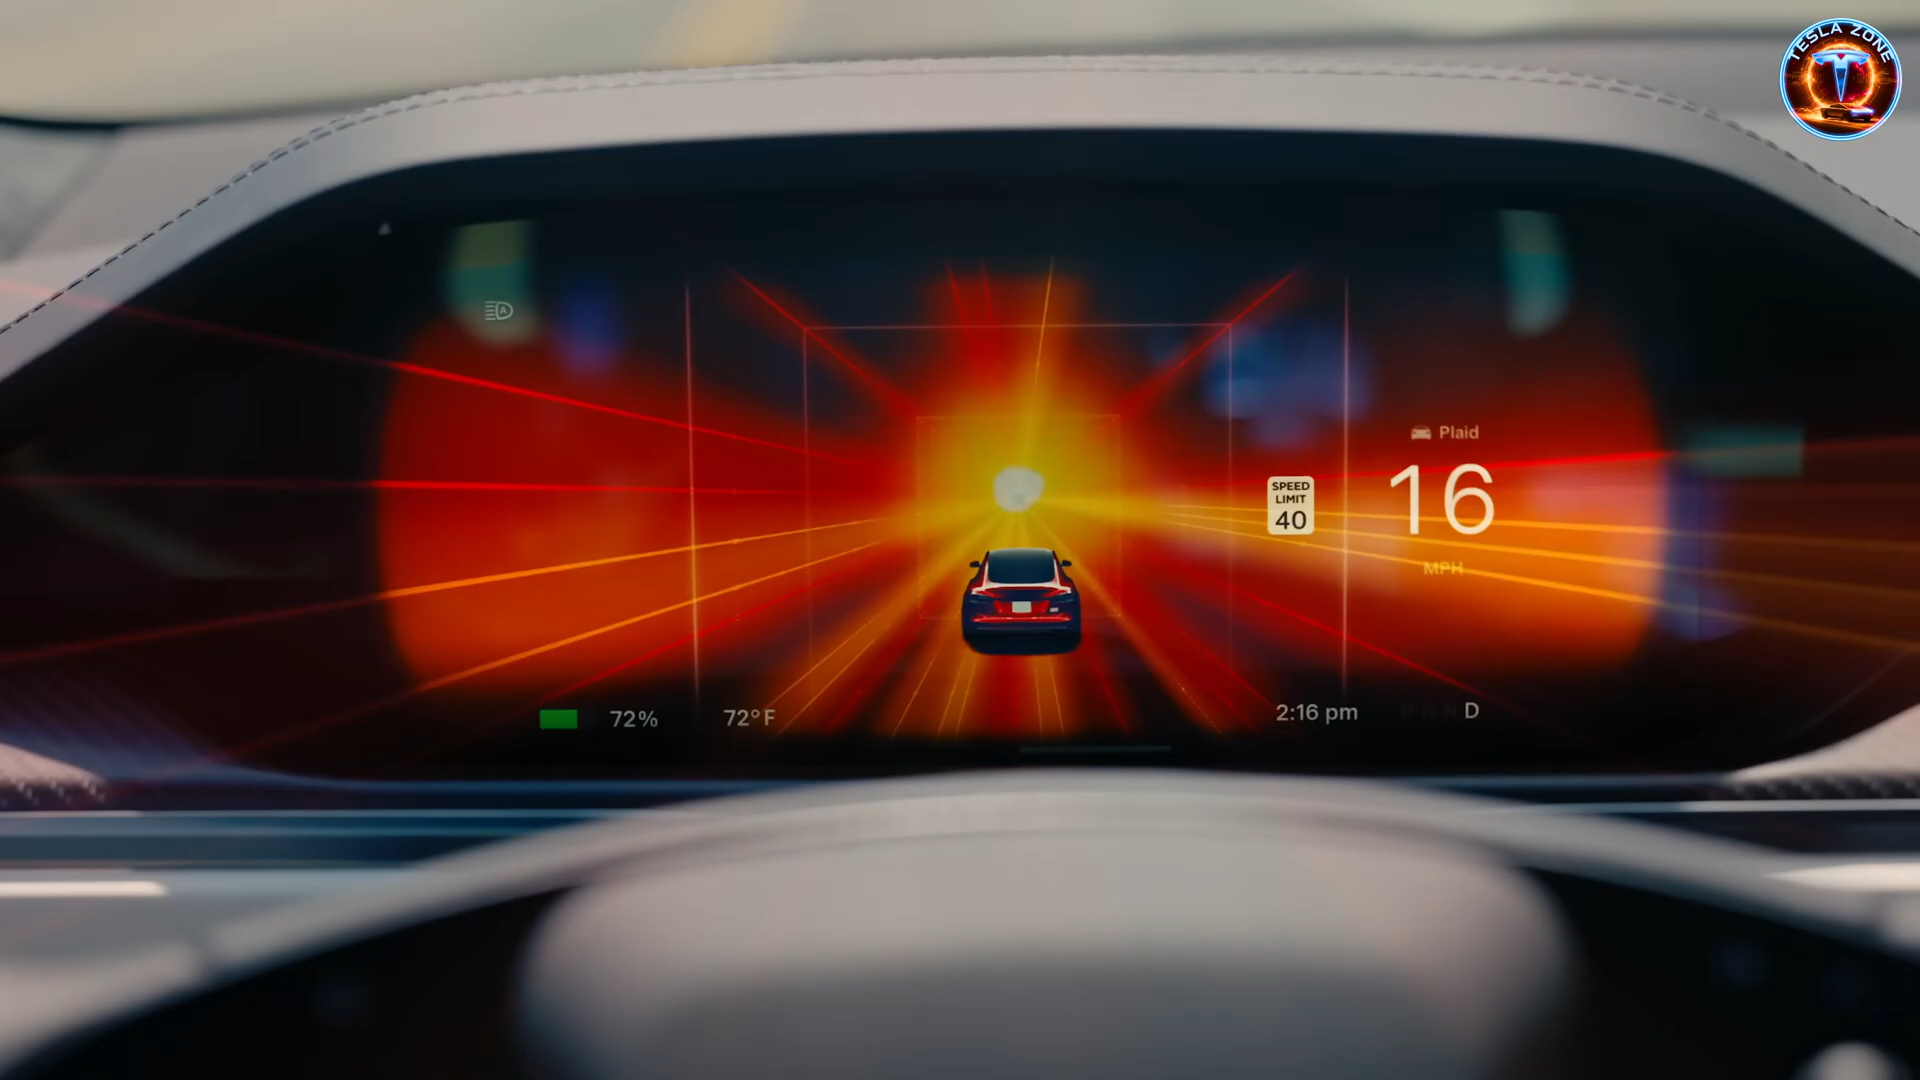 TESLA ZONE
A
Plaid
SPEED
LIMIT
40
16
MPH
72%
72°F
2:16 pm
P R N D